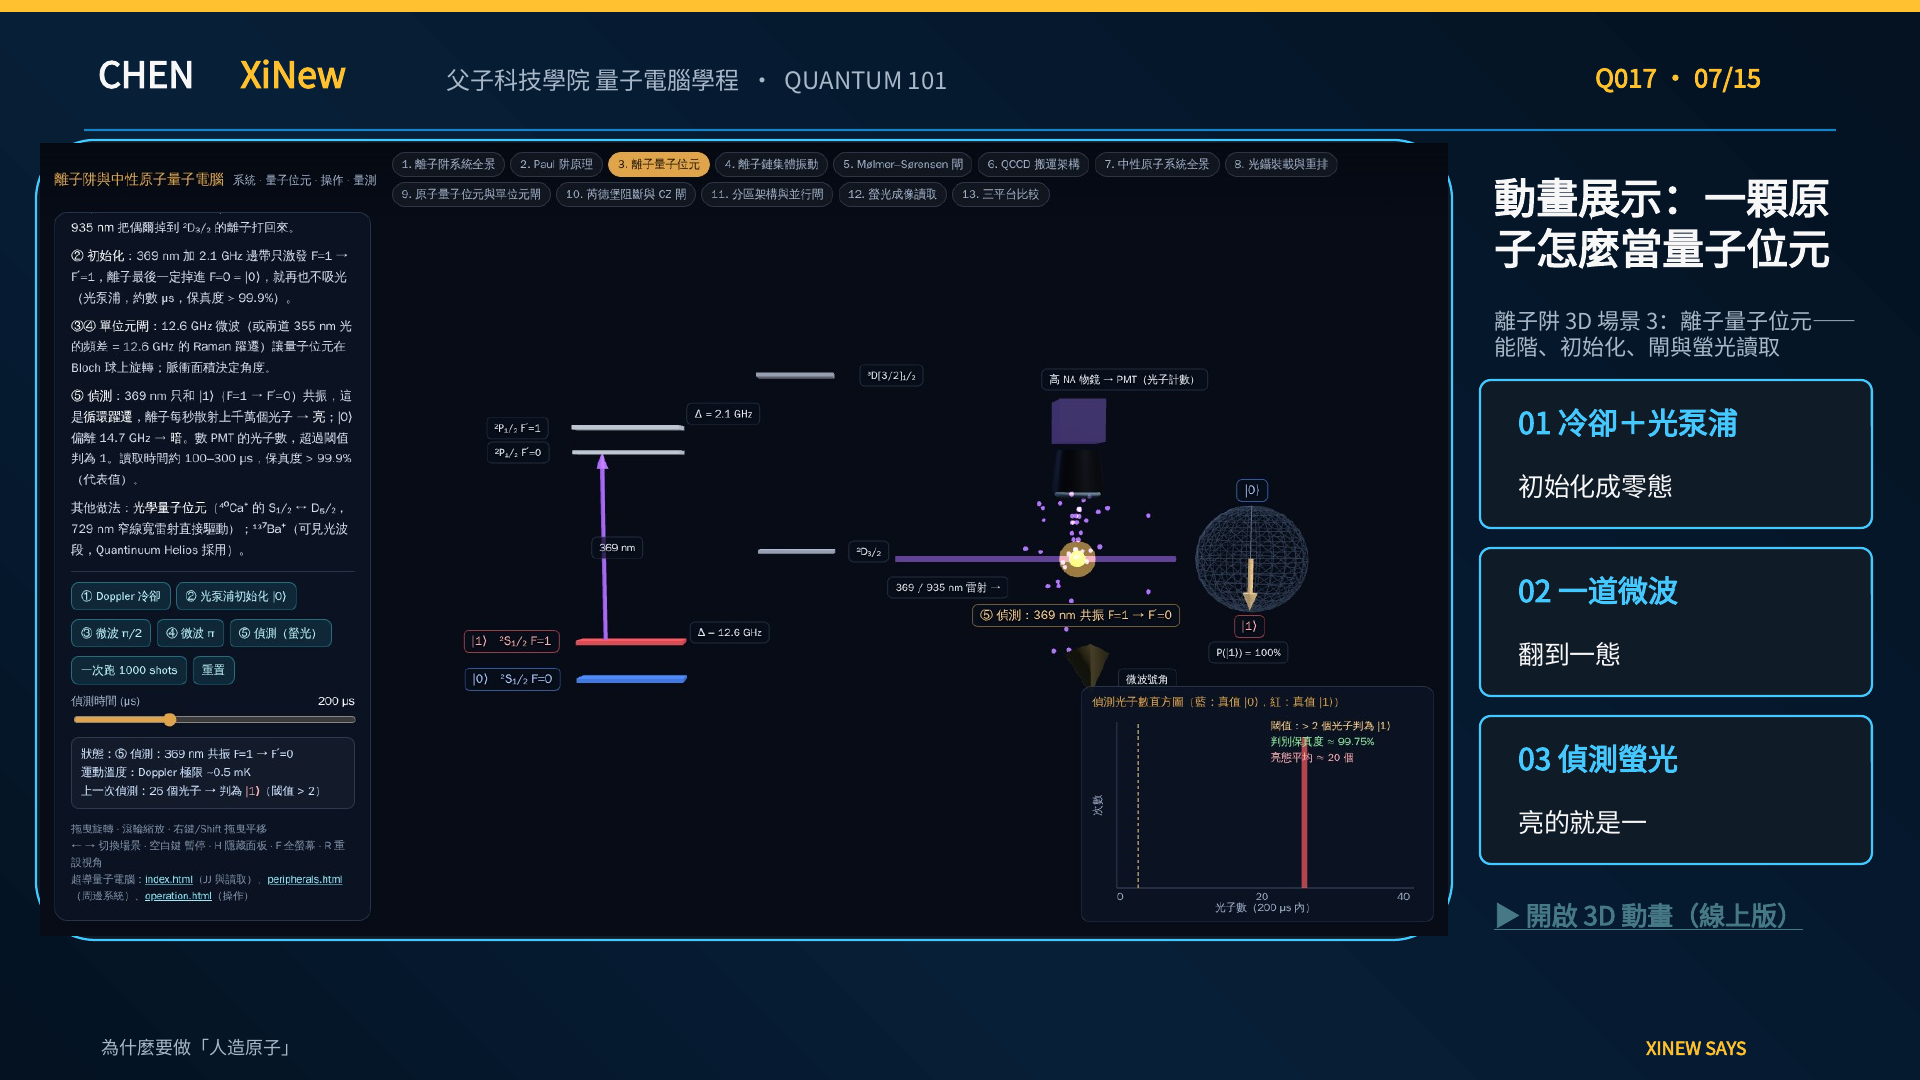 CHEN XiNew 父子科技學院 量子電腦學程 ・ QUANTUM 101
Q017 ・ 07/15
離子阱與中性原子量子電腦 系統 · 量子位元 · 操作 · 量測
1. 離子阱系統全景
2. Paul 阱原理
3. 離子量子位元
4. 離子鏈集體振動
5. Mølmer–Sørensen 閘
6. QCCD 搬運架構
7. 中性原子系統全景
8. 光鑷裝載與重排
9. 原子量子位元與單位元閘
10. 芮德堡阻斷與 CZ 閘
11. 分區架構與並行閘
12. 螢光成像讀取
13. 三平台比較
935 nm 把偶爾掉到 ²D₃/₂ 的離子打回來。
② 初始化：369 nm 加 2.1 GHz 邊帶只激發 F=1 →
F′=1，離子最後一定掉進 F=0 = |0⟩，就再也不吸光
（光泵浦，約數 µs，保真度 > 99.9%）。
③④ 單位元閘：12.6 GHz 微波（或兩道 355 nm 光
的頻差 = 12.6 GHz 的 Raman 躍遷）讓量子位元在
Bloch 球上旋轉；脈衝面積決定角度。
⑤ 偵測：369 nm 只和 |1⟩（F=1 → F′=0）共振，這
是循環躍遷，離子每秒散射上千萬個光子 → 亮；|0⟩
偏離 14.7 GHz → 暗。數 PMT 的光子數，超過閾值
判為 1。讀取時間約 100–300 µs，保真度 > 99.9%
（代表值）。
其他做法：光學量子位元（⁴⁰Ca⁺ 的 S₁/₂ ↔ D₅/₂，
729 nm 窄線寬雷射直接驅動）；¹³⁷Ba⁺（可見光波
段，Quantinuum Helios 採用）。
① Doppler 冷卻
② 光泵浦初始化 |0⟩
③ 微波 π/2
④ 微波 π
⑤ 偵測（螢光）
一次跑 1000 shots
重置
偵測時間 (µs) 200 µs
狀態：⑤ 偵測：369 nm 共振 F=1 → F′=0
運動溫度：Doppler 極限 ~0.5 mK
上一次偵測：26 個光子 → 判為 |1⟩（閾值 > 2）
拖曳旋轉 · 滾輪縮放 · 右鍵/Shift 拖曳平移
← → 切換場景 · 空白鍵 暫停 · H 隱藏面板 · F 全螢幕 · R 重
設視角
超導量子電腦：index.html（JJ 與讀取）、peripherals.html
（周邊系統）、operation.html（操作）
³D[3/2]₁/₂
Δ = 2.1 GHz
²P₁/₂ F′=1
²P₁/₂ F′=0
369 nm
²D₃/₂
|1⟩ ²S₁/₂ F=1
Δ = 12.6 GHz
|0⟩ ²S₁/₂ F=0
高 NA 物鏡 → PMT（光子計數）
369 / 935 nm 雷射 →
⑤ 偵測：369 nm 共振 F=1 → F′=0
微波號角
|0⟩
|1⟩
P(|1⟩) = 100%
偵測光子數直方圖（藍：真值 |0⟩，紅：真值 |1⟩）
閾值：> 2 個光子判為 |1⟩
判別保真度 ≈ 99.75%
亮態平均 ≈ 20 個
次數
0 20 40
光子數（200 µs 內）
動畫展示：一顆原
子怎麼當量子位元
離子阱 3D 場景 3：離子量子位元——
能階、初始化、閘與螢光讀取
01 冷卻＋光泵浦
初始化成零態
02 一道微波
翻到一態
03 偵測螢光
亮的就是一
▶ 開啟 3D 動畫（線上版）
為什麼要做「人造原子」
XINEW SAYS